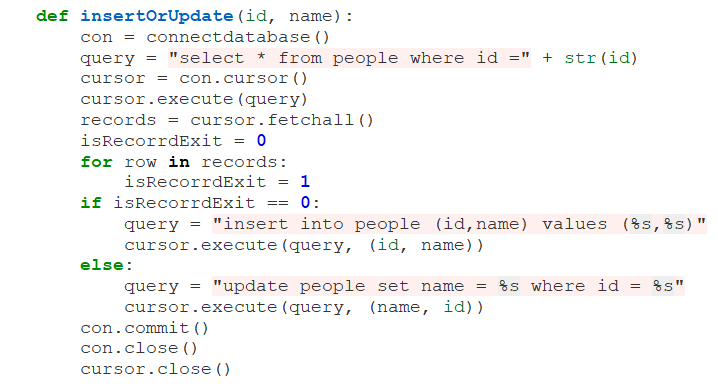 def insertOrUpdate(id, name):
    con = connectdatabase()
    query = "select * from people where id =" + str(id)
    cursor = con.cursor()
    cursor.execute(query)
    records = cursor.fetchall()
    isRecorrdExit = 0
    for row in records:
        isRecorrdExit = 1
    if isRecorrdExit == 0:
        query = "insert into people (id,name) values (%s,%s)"
        cursor.execute(query, (id, name))
    else:
        query = "update people set name = %s where id = %s"
        cursor.execute(query, (name, id))
    con.commit()
    con.close()
    cursor.close()